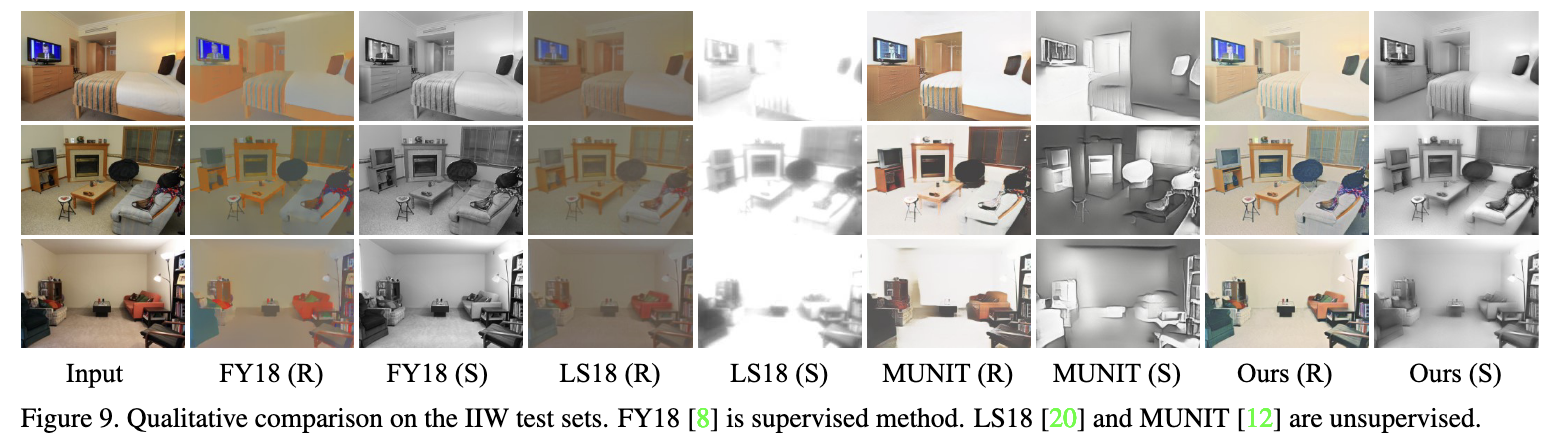 Input FY18 (R) FY18 (S) LS18 (R) LS18 (S) MUNIT (R) MUNIT (S) Ours (R) Ours (S)
Figure 9. Qualitative comparison on the IIW test sets. FY18 [8] is supervised method. LS18 [20] and MUNIT [12] are unsupervised.